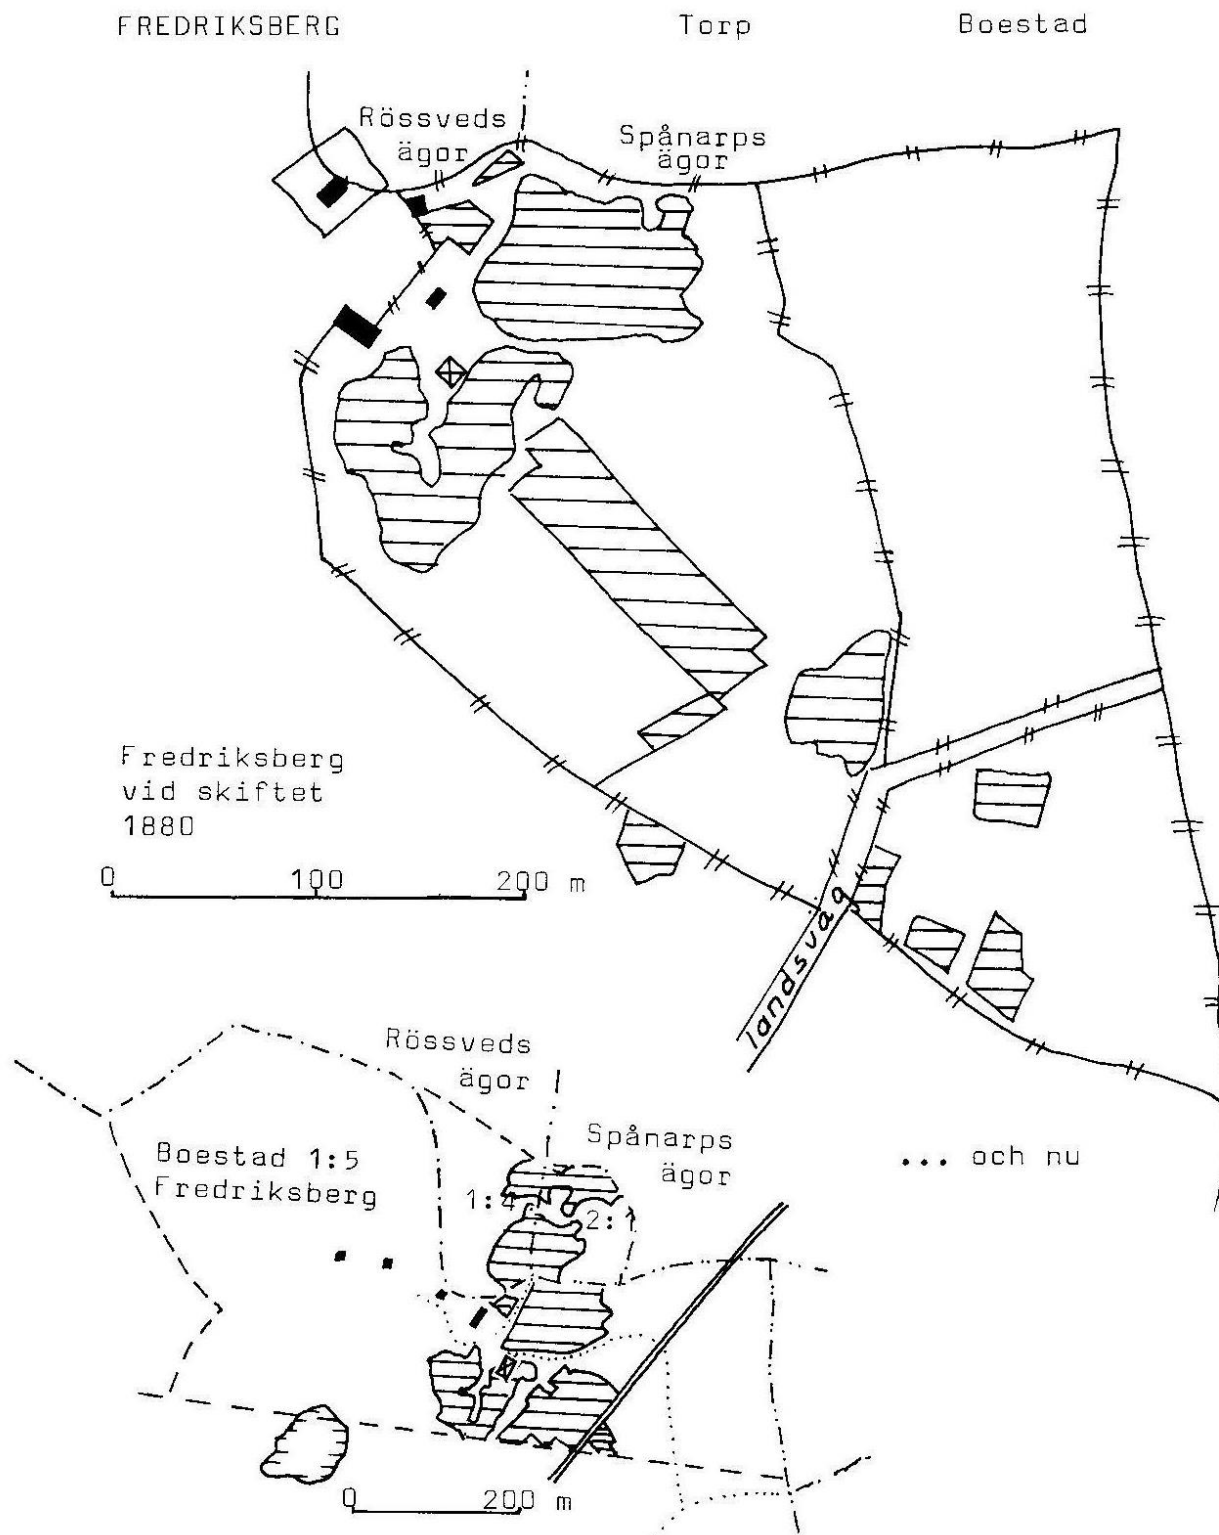 FREDRIKSBERG Torp Boestad
Rössveds
ägor
Spånarps
ägor
Fredriksberg
vid skiftet
1880
0 100 200 m
landsväg
Rössveds
ägor
Spånarps
ägor
... och nu
Boestad 1:5
Fredriksberg
1:4
2:1
0 200 m